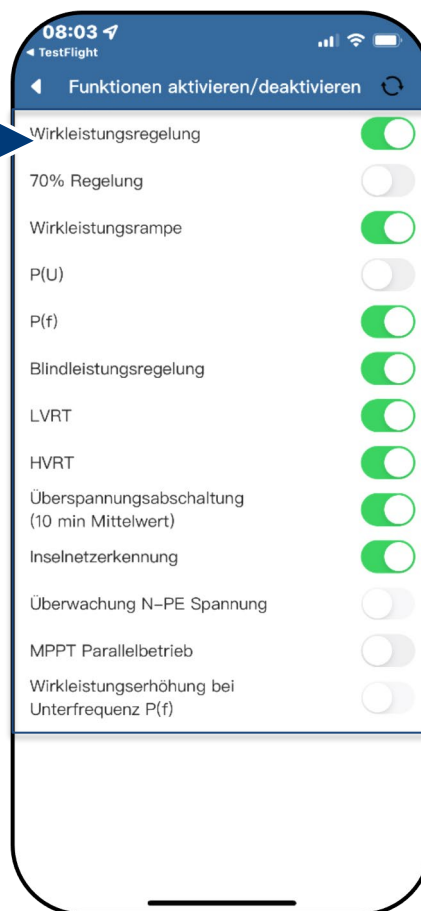 08:03
◀ TestFlight
Funktionen aktivieren/deaktivieren
Wirkleistungsregelung
70% Regelung
Wirkleistungsrampe
P(U)
P(f)
Blindleistungsregelung
LVRT
HVRT
Überspannungsabschaltung
(10 min Mittelwert)
Inselnetzerkennung
Überwachung N-PE Spannung
MPPT Parallelbetrieb
Wirkleistungserhöhung bei
Unterfrequenz P(f)